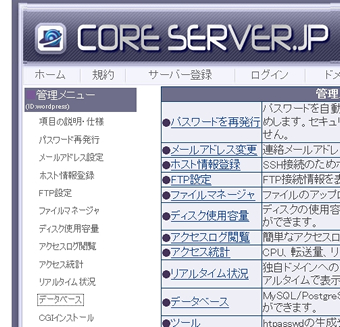 CORE SERVER.JP
ホーム 規約 サーバー登録 ログイン ドメ
管理メニュー
(ID:wordpress)
項目の説明・仕様
パスワード再発行
メールアドレス設定
ホスト情報登録
FTP設定
ファイルマネージャ
ディスク使用容量
アクセスログ閲覧
アクセス統計
リアルタイム状況
データベース
CGIインストール
管理
●パスワードを再発行 パスワードを自動
めします。セキュ
せん。
●メールアドレス変更 連絡メールアドレ
●ホスト情報登録 SSH接続のためホ
●FTP設定 FTP接続情報を
●ファイルマネージャ ファイルのアップロ
●ディスク使用容量 ディスクの使用容
ができます。
●アクセスログ閲覧 簡単なアクセスロ
●アクセス統計 CPU、転送量、リ
●リアルタイム状況 独自ドメインへの
アルタイムで表示
●データベース MySQL/PostgreS
ができます。
●ツール htpasswdの生成